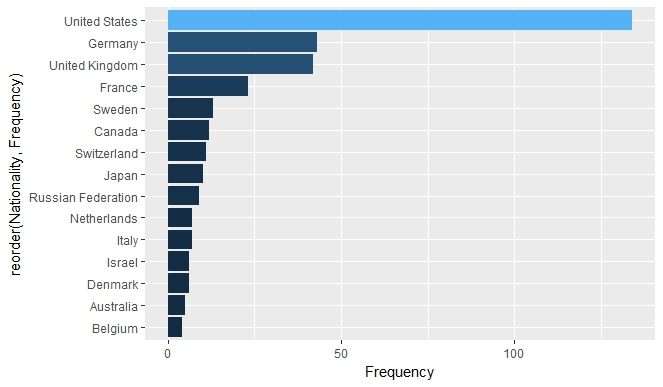 reorder(Nationality, Frequency)
United States
Germany
United Kingdom
France
Sweden
Canada
Switzerland
Japan
Russian Federation
Netherlands
Italy
Israel
Denmark
Australia
Belgium
0 50 100
Frequency